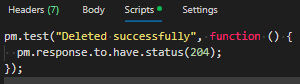 Headers (7) Body Scripts Settings
pm.test("Deleted successfully", function () {
pm.response.to.have.status(204);
});